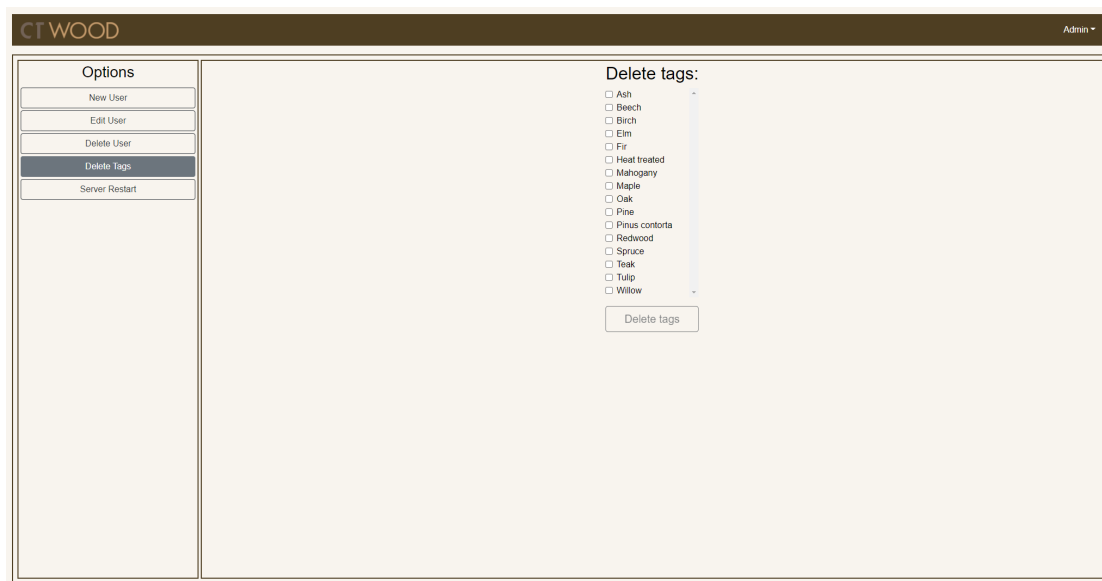 CT WOOD
Admin
Options
New User
Edit User
Delete User
Delete Tags
Server Restart
Delete tags:
Ash
Beech
Birch
Elm
Fir
Heat treated
Mahogany
Maple
Oak
Pine
Pinus contorta
Redwood
Spruce
Teak
Tulip
Willow
Delete tags